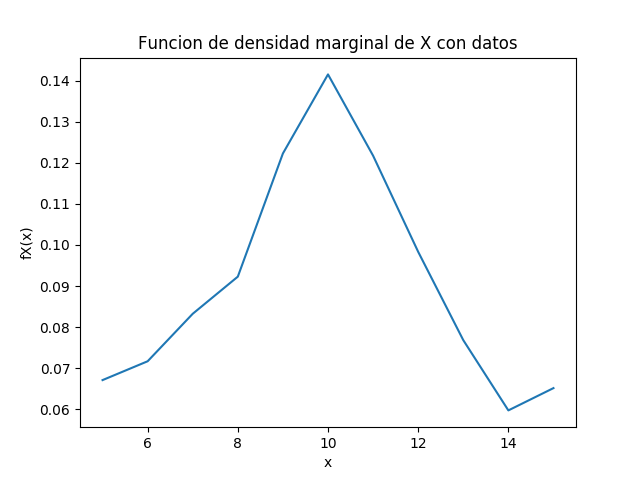 Funcion de densidad marginal de X con datos
0.14
0.13
0.12
0.11
0.10
0.09
0.08
0.07
0.06
fX(x)
6 8 10 12 14
x